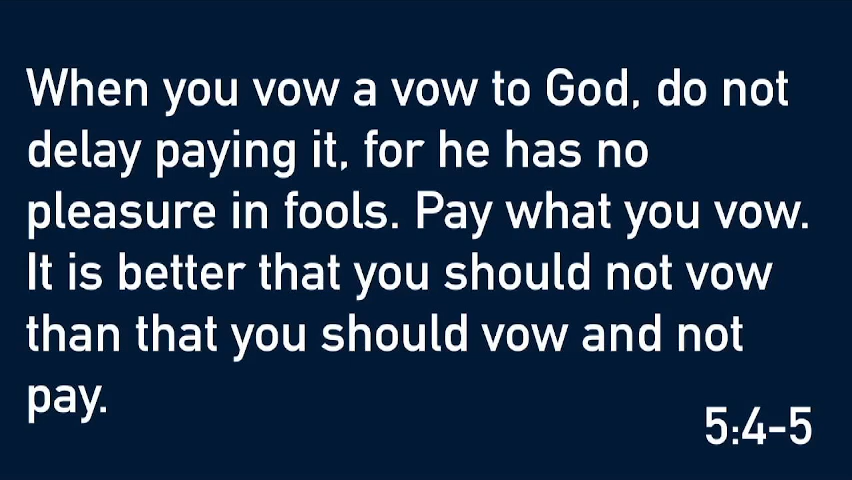 When you vow a vow to God, do not
delay paying it, for he has no
pleasure in fools. Pay what you vow.
It is better that you should not vow
than that you should vow and not
pay.
5:4-5